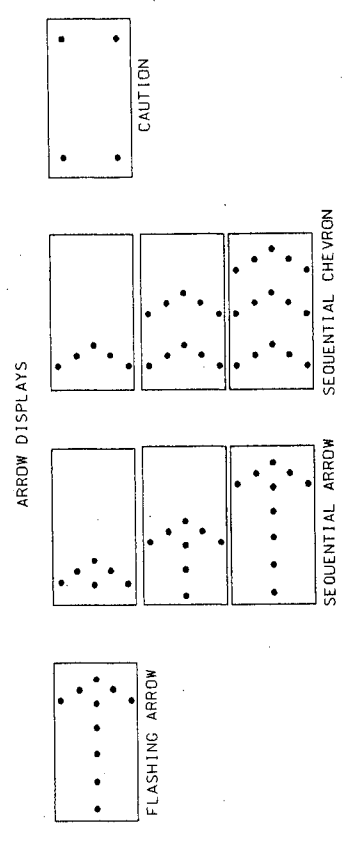 ARROW DISPLAYS
FLASHING ARROW
SEQUENTIAL ARROW
SEQUENTIAL CHEVRON
CAUTION